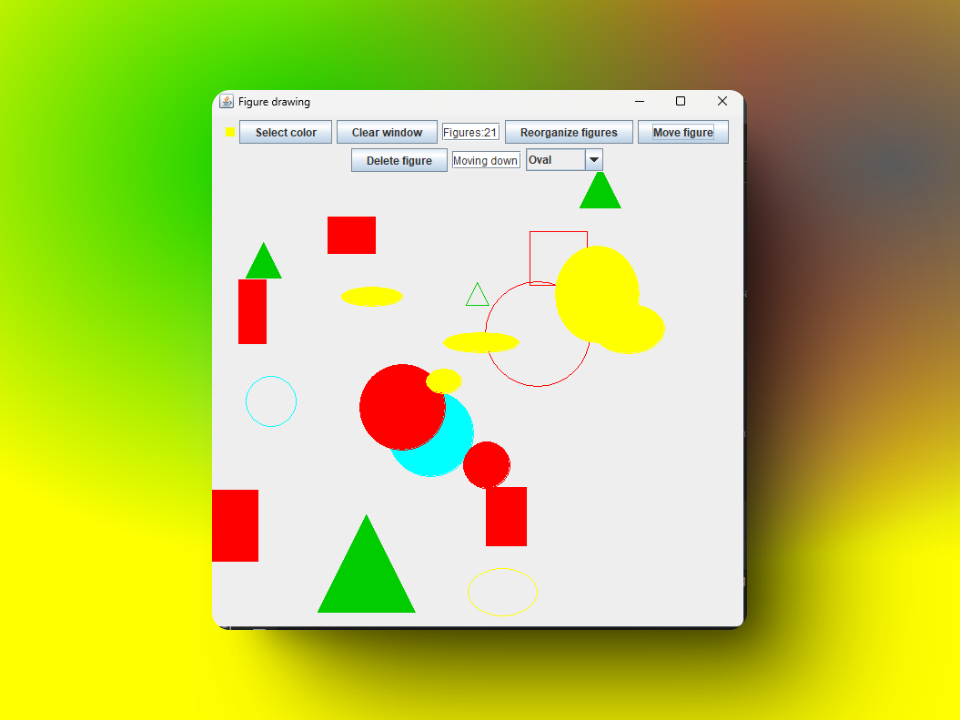 Figure drawing
Select color Clear window Figures:21 Reorganize figures Move figure
Delete figure Moving down Oval